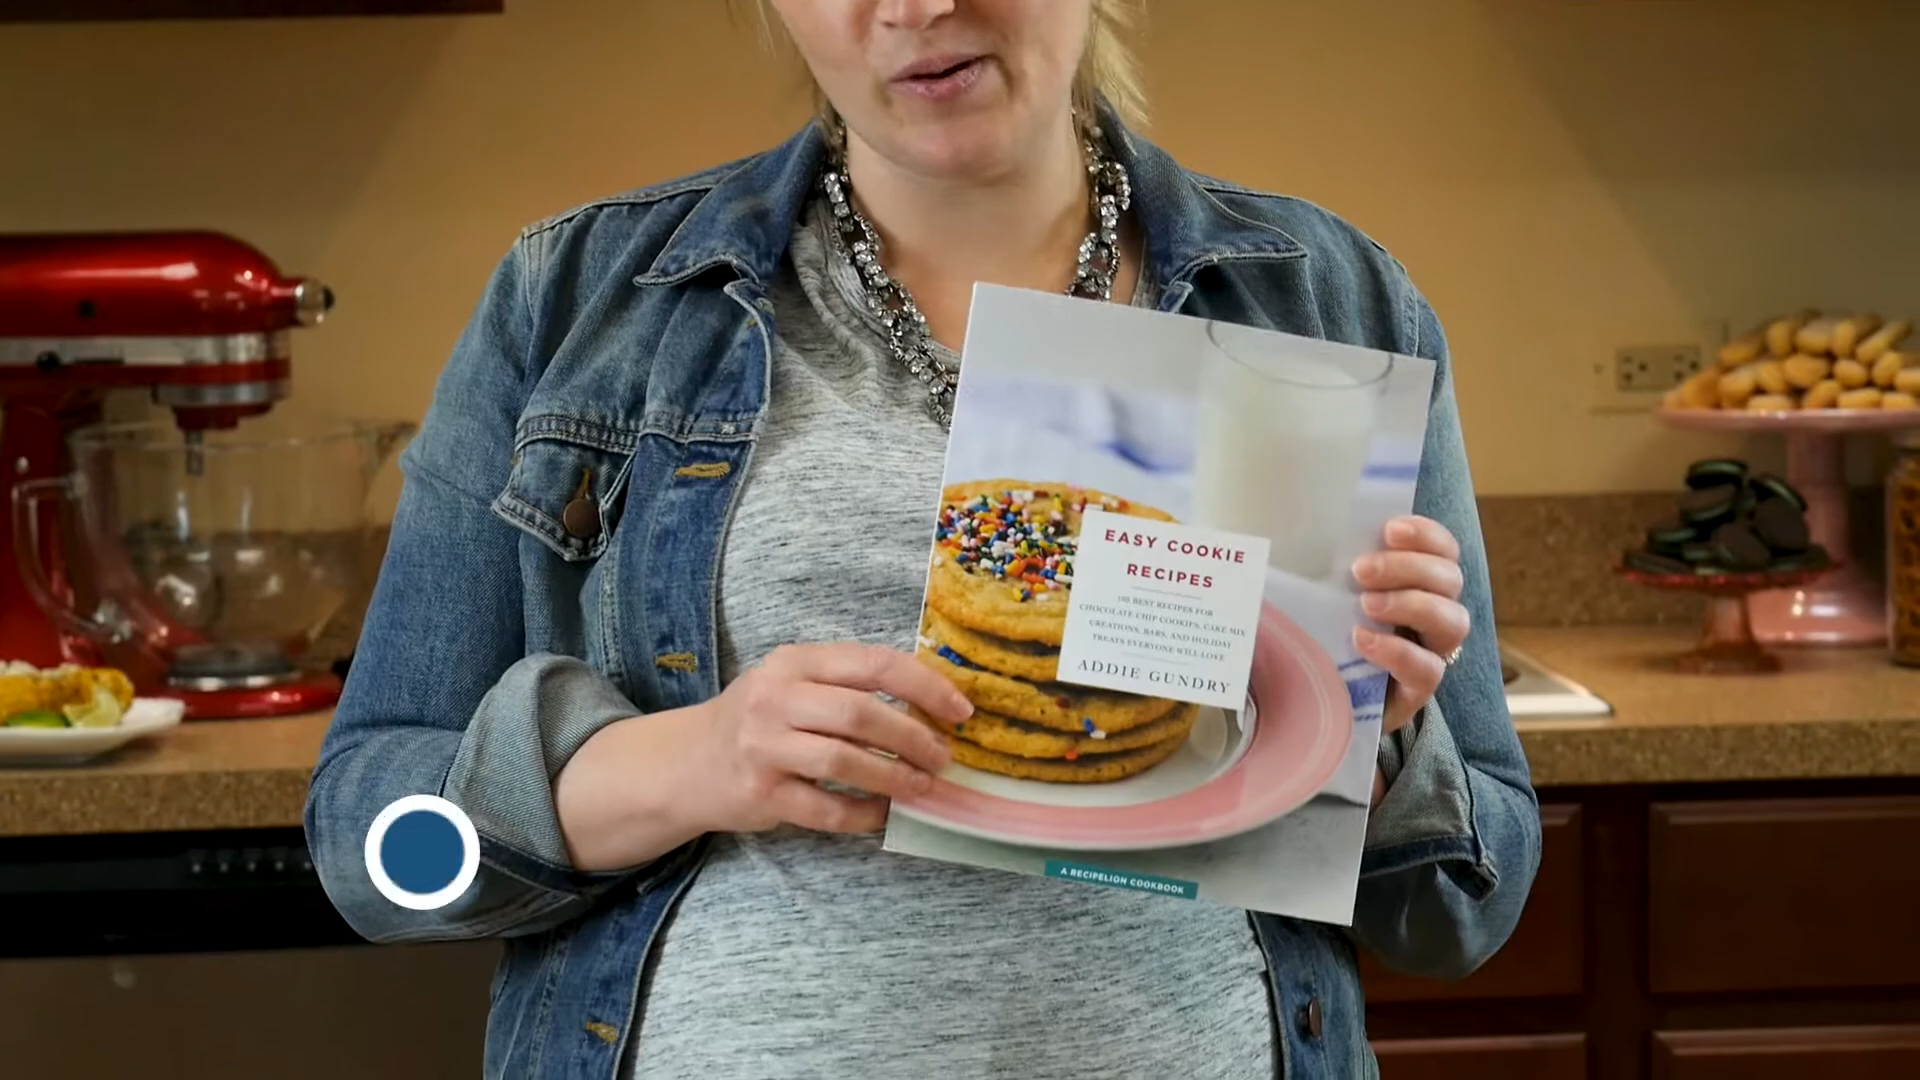 EASY COOKIE
RECIPES
103 BEST RECIPES FOR
CHOCOLATE CHIP COOKIES, CAKE MIX
CREATIONS, BARS, AND HOLIDAY
TREATS EVERYONE WILL LOVE
ADDIE GUNDRY
A RECIPELION COOKBOOK